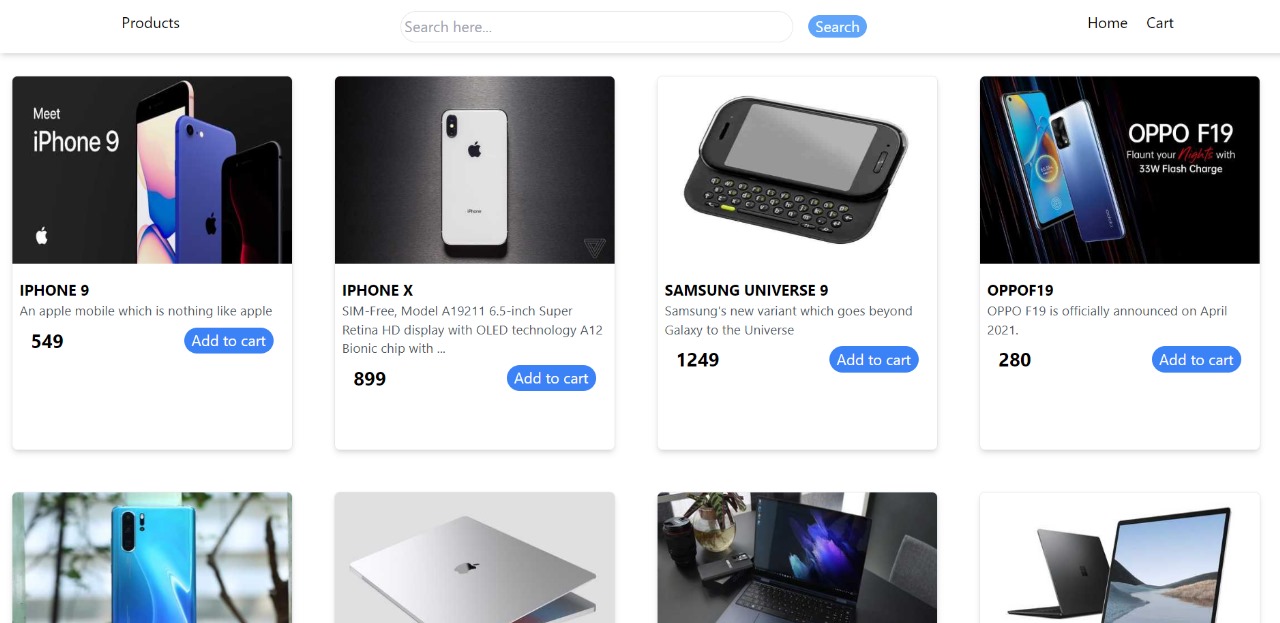 Products
Search here...
Search
Home
Cart
Meet
iPhone 9
iPhone
OPPO F19
Flaunt your Nights with
33W Flash Charge
IPHONE 9
An apple mobile which is nothing like apple
549
Add to cart
IPHONE X
SIM-Free, Model A19211 6.5-inch Super
Retina HD display with OLED technology A12
Bionic chip with ...
899
Add to cart
SAMSUNG UNIVERSE 9
Samsung's new variant which goes beyond
Galaxy to the Universe
1249
Add to cart
OPPOF19
OPPO F19 is officially announced on April
2021.
280
Add to cart